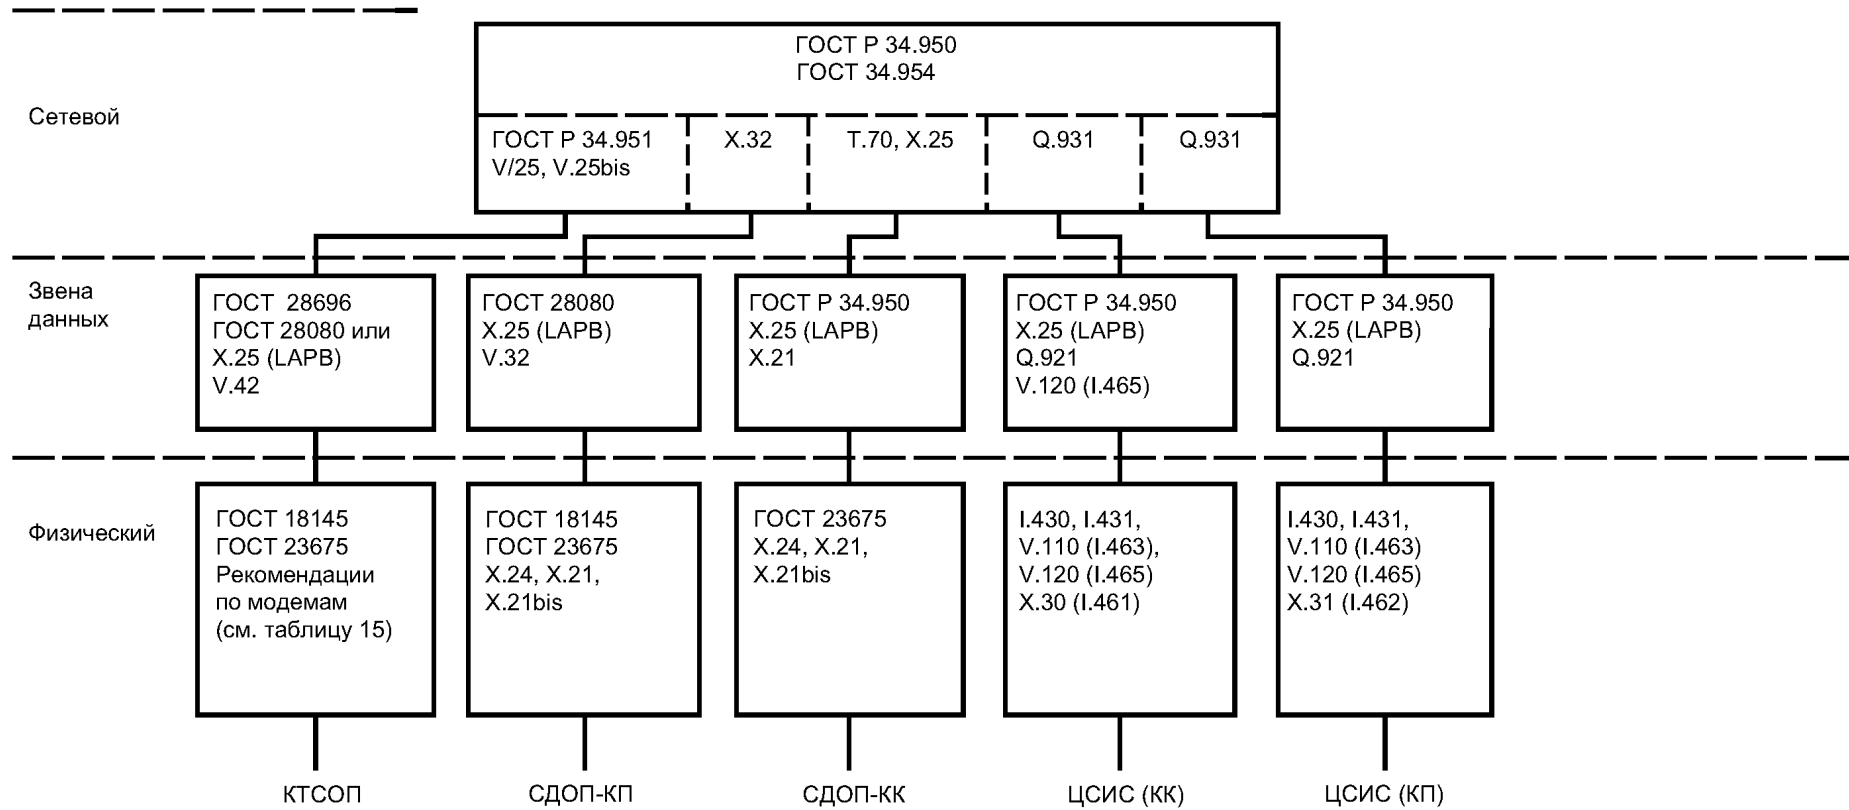 ГОСТ Р 34.950
ГОСТ 34.954
Сетевой
ГОСТ Р 34.951
V/25, V.25bis
X.32
T.70, X.25
Q.931
Q.931
Звена
данных
ГОСТ 28696
ГОСТ 28080 или
X.25 (LAPB)
V.42
ГОСТ 28080
X.25 (LAPB)
V.32
ГОСТ Р 34.950
X.25 (LAPB)
X.21
ГОСТ Р 34.950
X.25 (LAPB)
Q.921
V.120 (I.465)
ГОСТ Р 34.950
X.25 (LAPB)
Q.921
Физический
ГОСТ 18145
ГОСТ 23675
Рекомендации
по модемам
(см. таблицу 15)
ГОСТ 18145
ГОСТ 23675
X.24, X.21,
X.21bis
ГОСТ 23675
X.24, X.21,
X.21bis
I.430, I.431,
V.110 (I.463),
V.120 (I.465)
X.30 (I.461)
I.430, I.431,
V.110 (I.463)
V.120 (I.465)
X.31 (I.462)
КТСОП
СДОП-КП
СДОП-КК
ЦСИС (КК)
ЦСИС (КП)